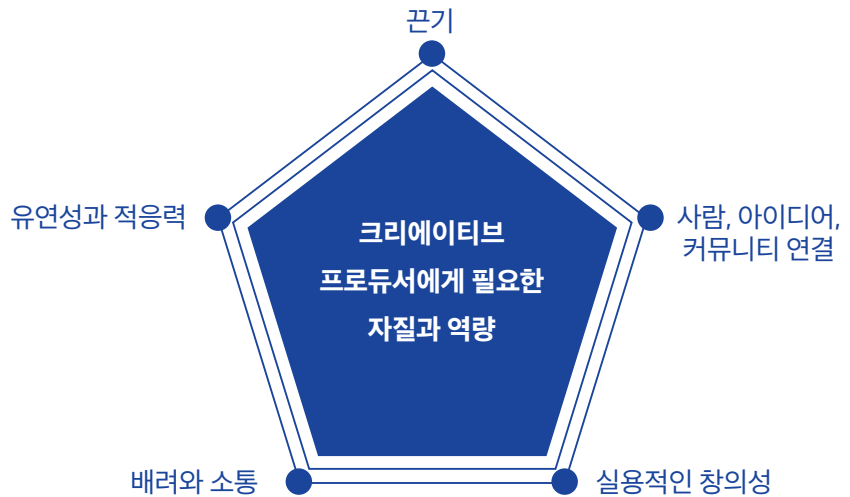 끈기
유연성과 적응력
사람, 아이디어,
커뮤니티 연결
크리에이티브
프로듀서에게 필요한
자질과 역량
배려와 소통
실용적인 창의성